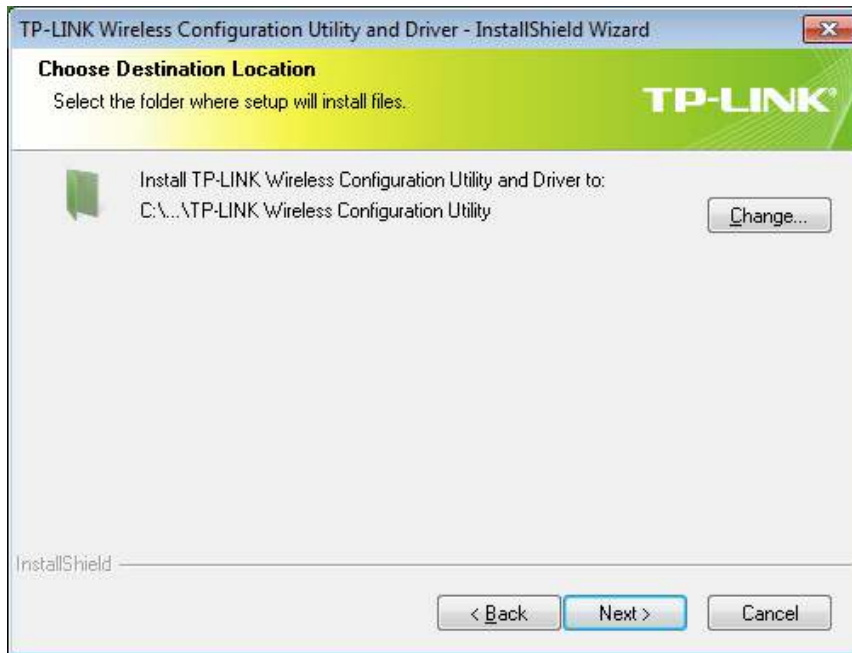 TP-LINK Wireless Configuration Utility and Driver - InstallShield Wizard
Choose Destination Location
Select the folder where setup will install files.
TP-LINK®
Install TP-LINK Wireless Configuration Utility and Driver to:
C:\...\TP-LINK Wireless Configuration Utility
Change...
InstallShield
< Back
Next >
Cancel